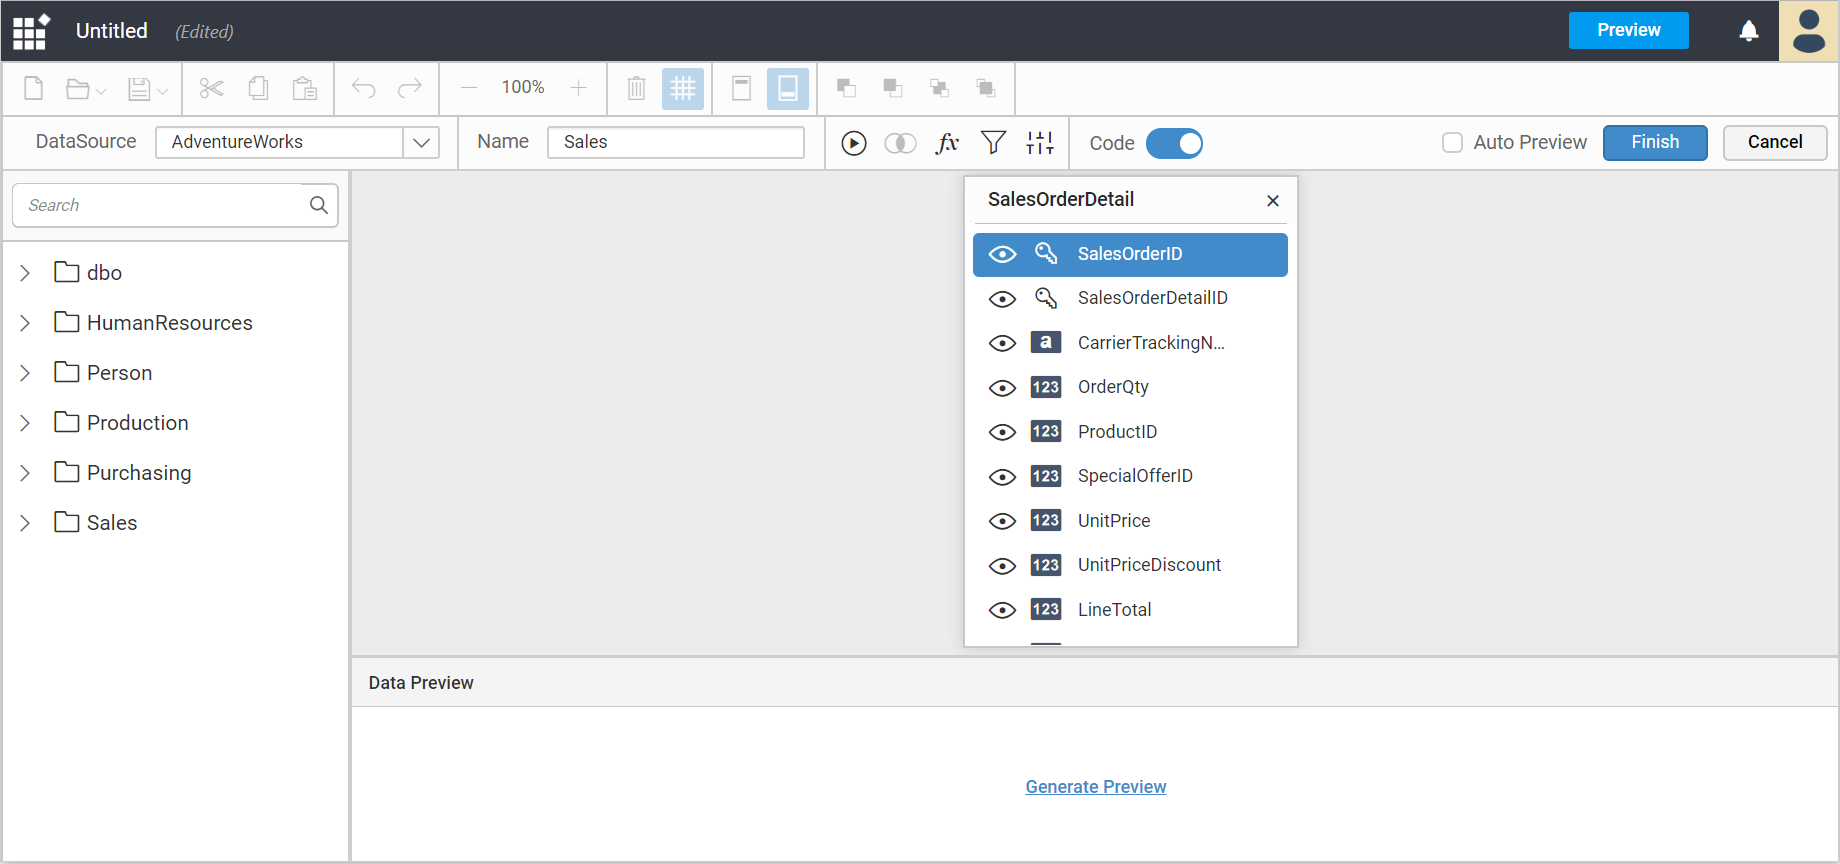 Untitled (Edited) Preview
100%
DataSource AdventureWorks Name Sales fx Code Auto Preview Finish Cancel
Search
dbo
HumanResources
Person
Production
Purchasing
Sales
SalesOrderDetail ×
SalesOrderID
SalesOrderDetailID
a CarrierTrackingN...
123 OrderQty
123 ProductID
123 SpecialOfferID
123 UnitPrice
123 UnitPriceDiscount
123 LineTotal
Data Preview
Generate Preview